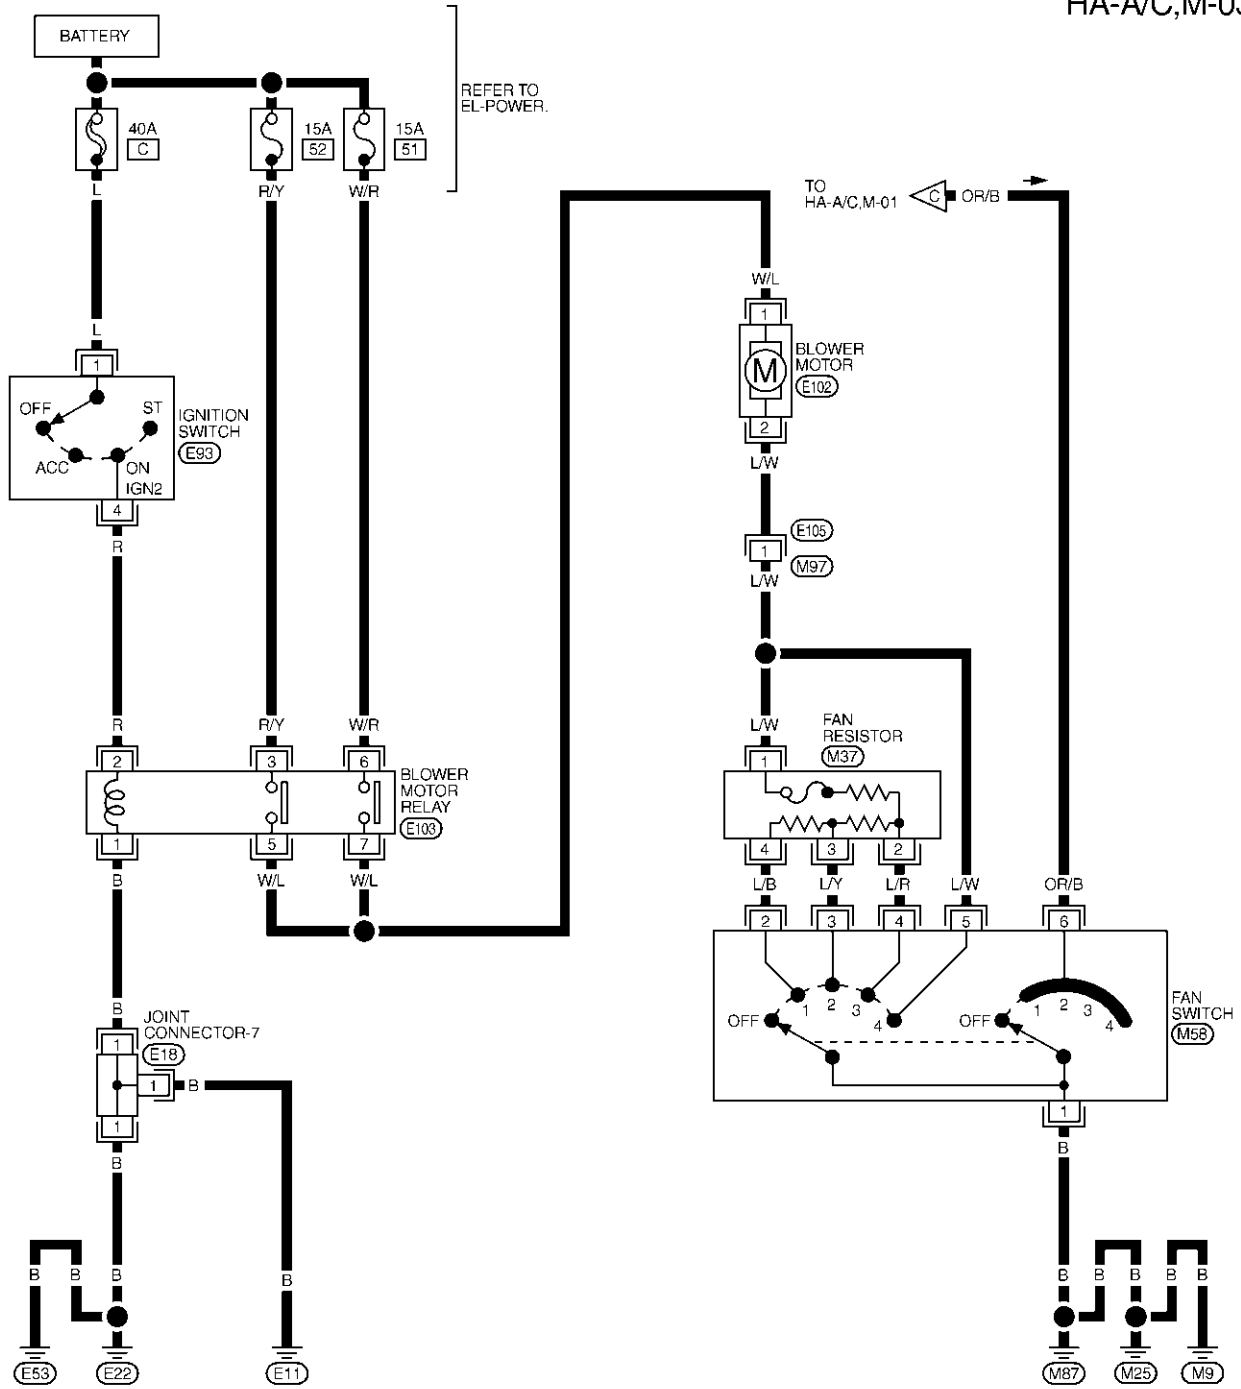 HA-A/C,M-03
BATTERY
REFER TO
EL-POWER.
40A
C
15A
52
15A
51
L
R/Y
W/R
TO
HA-A/C,M-01
C
OR/B
W/L
1
BLOWER
MOTOR
M
E102
2
L/W
L
1
OFF
ST
IGNITION
SWITCH
E93
ACC
ON
IGN2
4
R
E105
1
M97
L/W
R
R/Y
W/R
L/W
FAN
RESISTOR
M37
2
3
6
1
BLOWER
MOTOR
RELAY
E103
1
5
7
4
3
2
B
W/L
W/L
L/B
L/Y
L/R
L/W
OR/B
2
3
4
5
6
OFF
1
2
3
4
OFF
1
2
3
4
FAN
SWITCH
M58
B
JOINT
CONNECTOR-7
E18
1
1
B
1
B
1
B
B
B
B
B
B
B
B
B
B
E53
E22
E11
M87
M25
M9